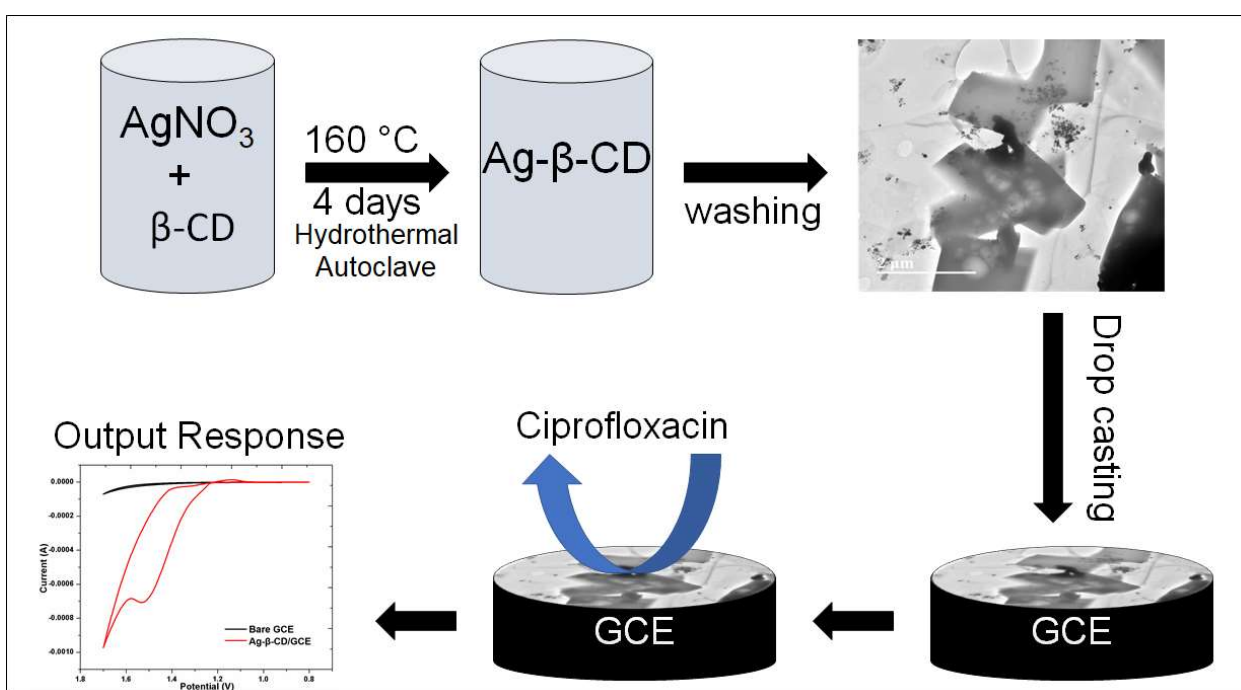 AgNO₃
+
β-CD
160 °C
4 days
Hydrothermal
Autoclave
Ag-β-CD
washing
μm
Drop casting
GCE
Ciprofloxacin
GCE
Output Response
0.0000
-0.0002
-0.0004
-0.0006
-0.0008
-0.0010
Current (A)
Bare GCE
Ag-β-CD/GCE
1.8 1.6 1.4 1.2 1.0 0.8
Potential (V)